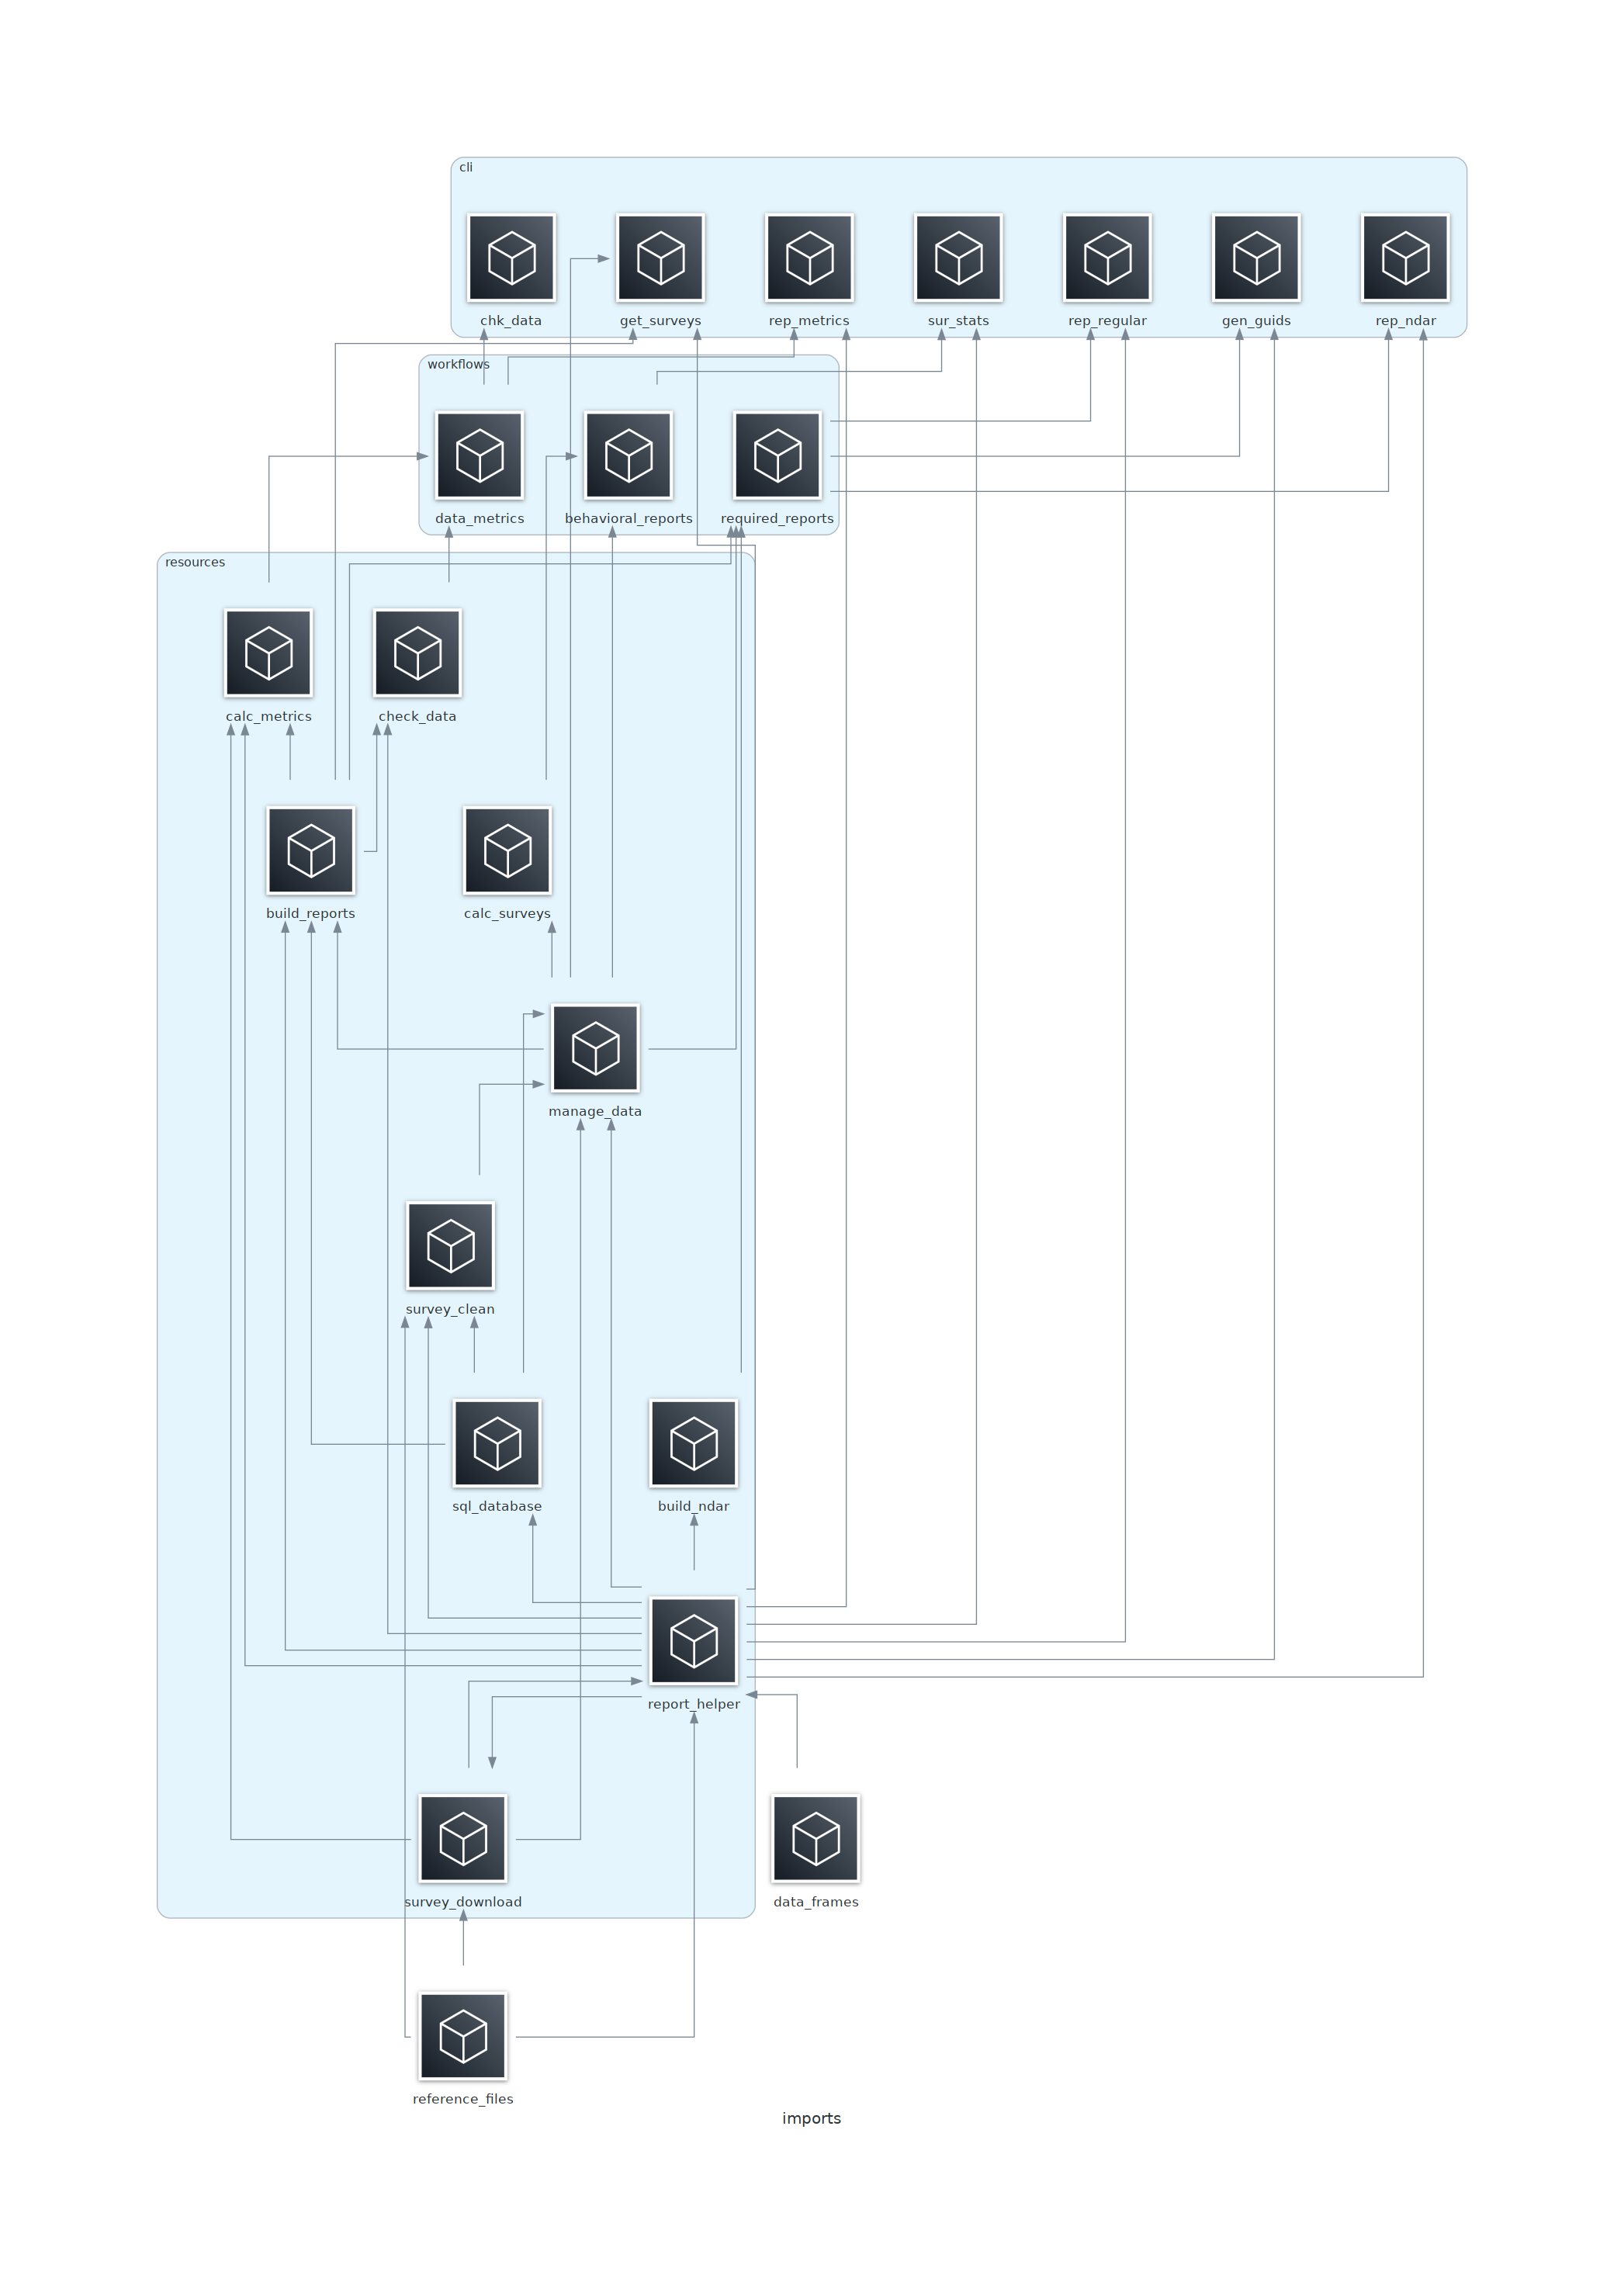 cli
chk_data
get_surveys
rep_metrics
sur_stats
rep_regular
gen_guids
rep_ndar
workflows
data_metrics
behavioral_reports
required_reports
resources
calc_metrics
check_data
build_reports
calc_surveys
manage_data
survey_clean
sql_database
build_ndar
report_helper
survey_download
data_frames
reference_files
imports